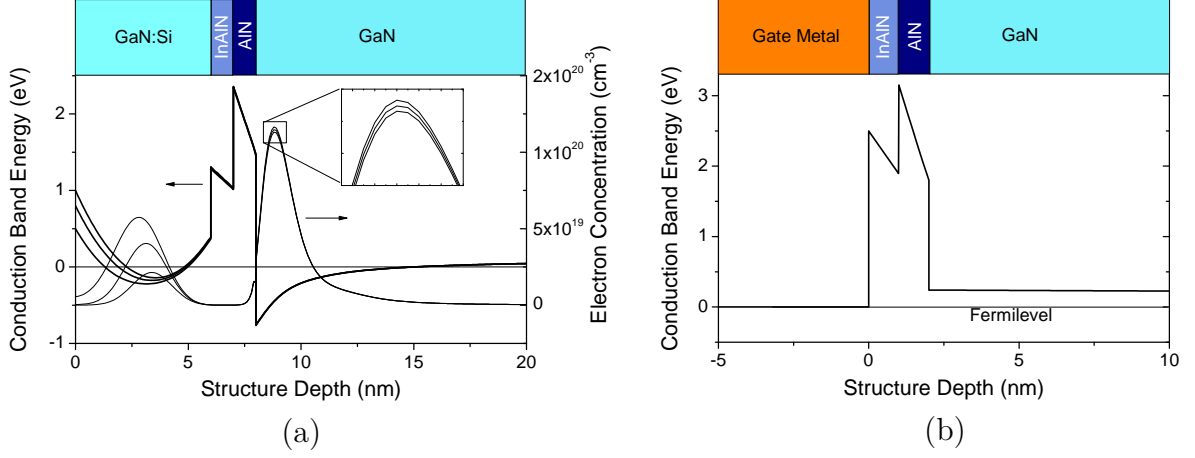 GaN:Si
InAlN
AlN
GaN
Conduction Band Energy (eV)
2
1
0
-1
0
5
10
15
20
Structure Depth (nm)
2x10^20
1x10^20
5x10^19
0
Electron Concentration (cm^-3)
(a)
Gate Metal
InAlN
AlN
GaN
Conduction Band Energy (eV)
3
2
1
0
Fermilevel
-5
0
5
10
Structure Depth (nm)
(b)